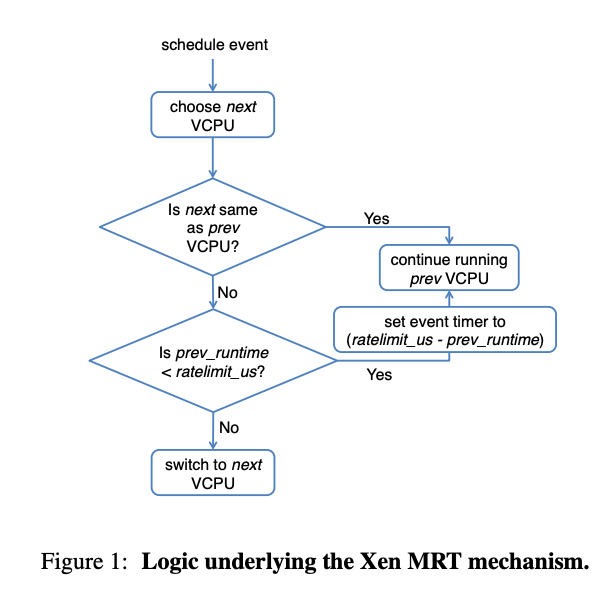 schedule event
choose next
VCPU
Is next same
as prev
VCPU?
Yes
continue running
prev VCPU
No
set event timer to
(ratelimit_us - prev_runtime)
Is prev_runtime
< ratelimit_us?
Yes
No
switch to next
VCPU
Figure 1: Logic underlying the Xen MRT mechanism.